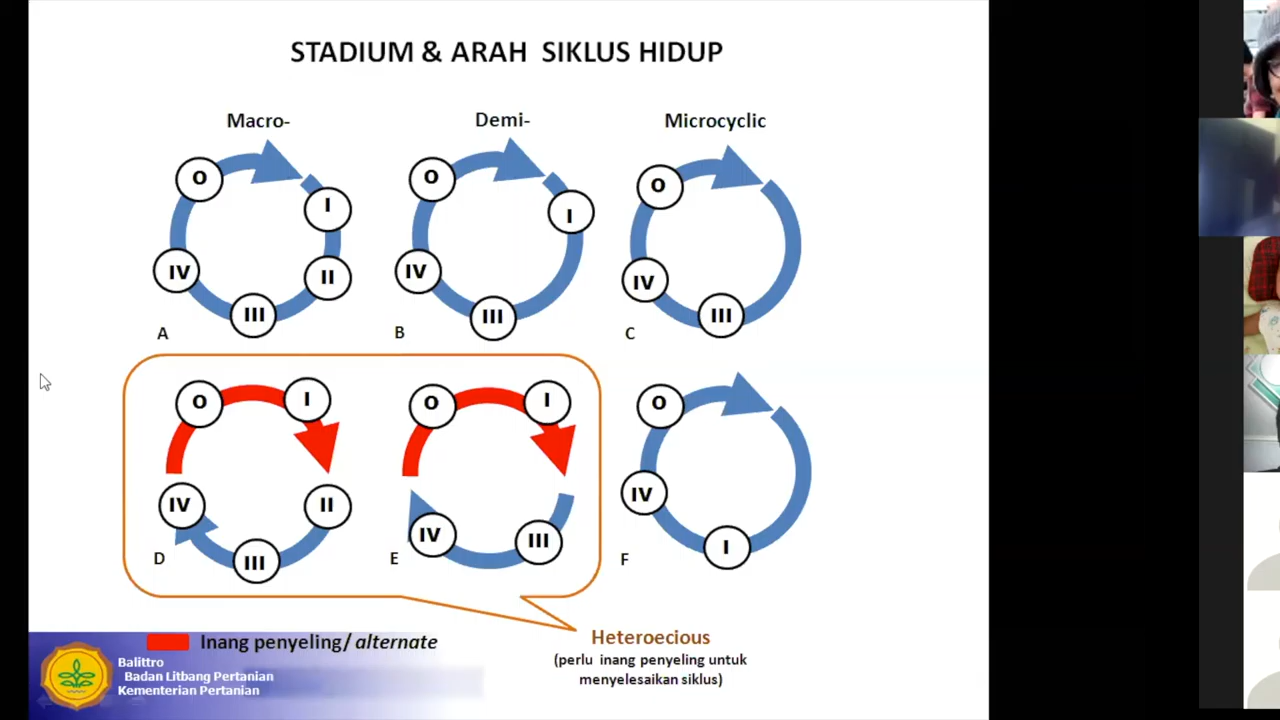 STADIUM & ARAH SIKLUS HIDUP
Macro-
Demi-
Microcyclic
O
I
II
III
IV
A
O
I
III
IV
B
O
III
IV
C
O
I
II
III
IV
D
O
I
III
IV
E
O
I
IV
F
Inang penyeling/ alternate
Heteroecious
(perlu inang penyeling untuk
menyelesaikan siklus)
Balittro
Badan Litbang Pertanian
Kementerian Pertanian